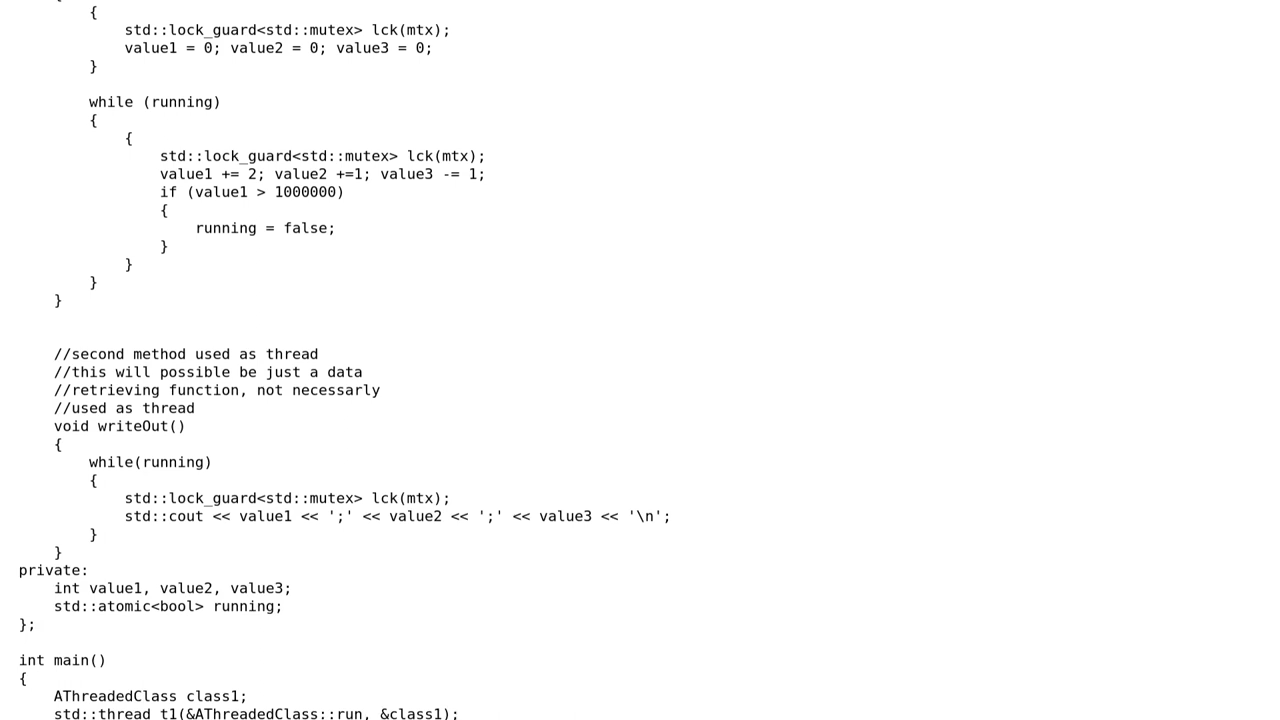 {
{
std::lock_guard<std::mutex> lck(mtx);
value1 = 0; value2 = 0; value3 = 0;
}
while (running)
{
{
std::lock_guard<std::mutex> lck(mtx);
value1 += 2; value2 +=1; value3 -= 1;
if (value1 > 1000000)
{
running = false;
}
}
}
}
//second method used as thread
//this will possible be just a data
//retrieving function, not necessarly
//used as thread
void writeOut()
{
while(running)
{
std::lock_guard<std::mutex> lck(mtx);
std::cout << value1 << ';' << value2 << ';' << value3 << '\n';
}
}
private:
int value1, value2, value3;
std::atomic<bool> running;
};
int main()
{
AThreadedClass class1;
std::thread t1(&AThreadedClass::run, &class1);